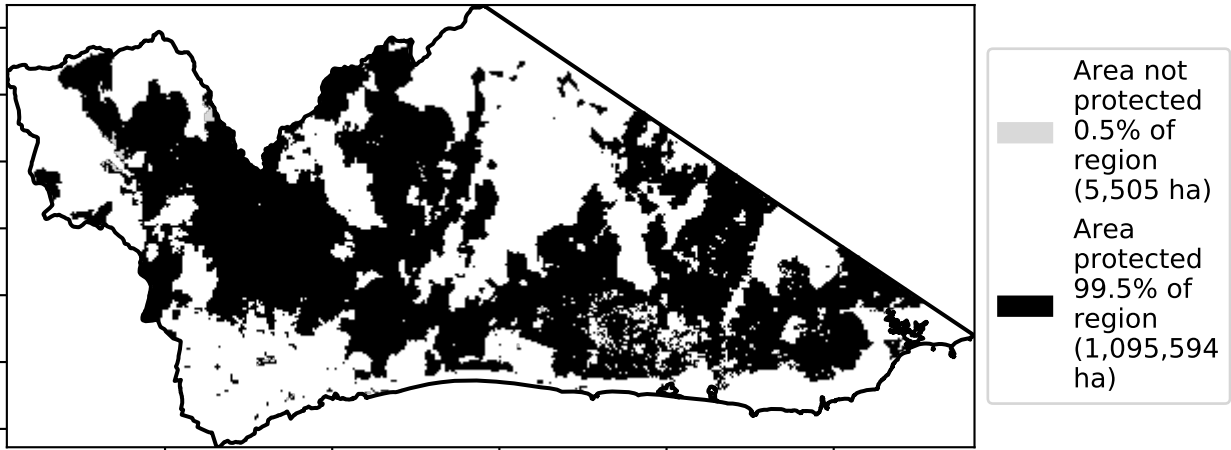 Area not
protected
0.5% of
region
(5,505 ha)
Area
protected
99.5% of
region
(1,095,594
ha)